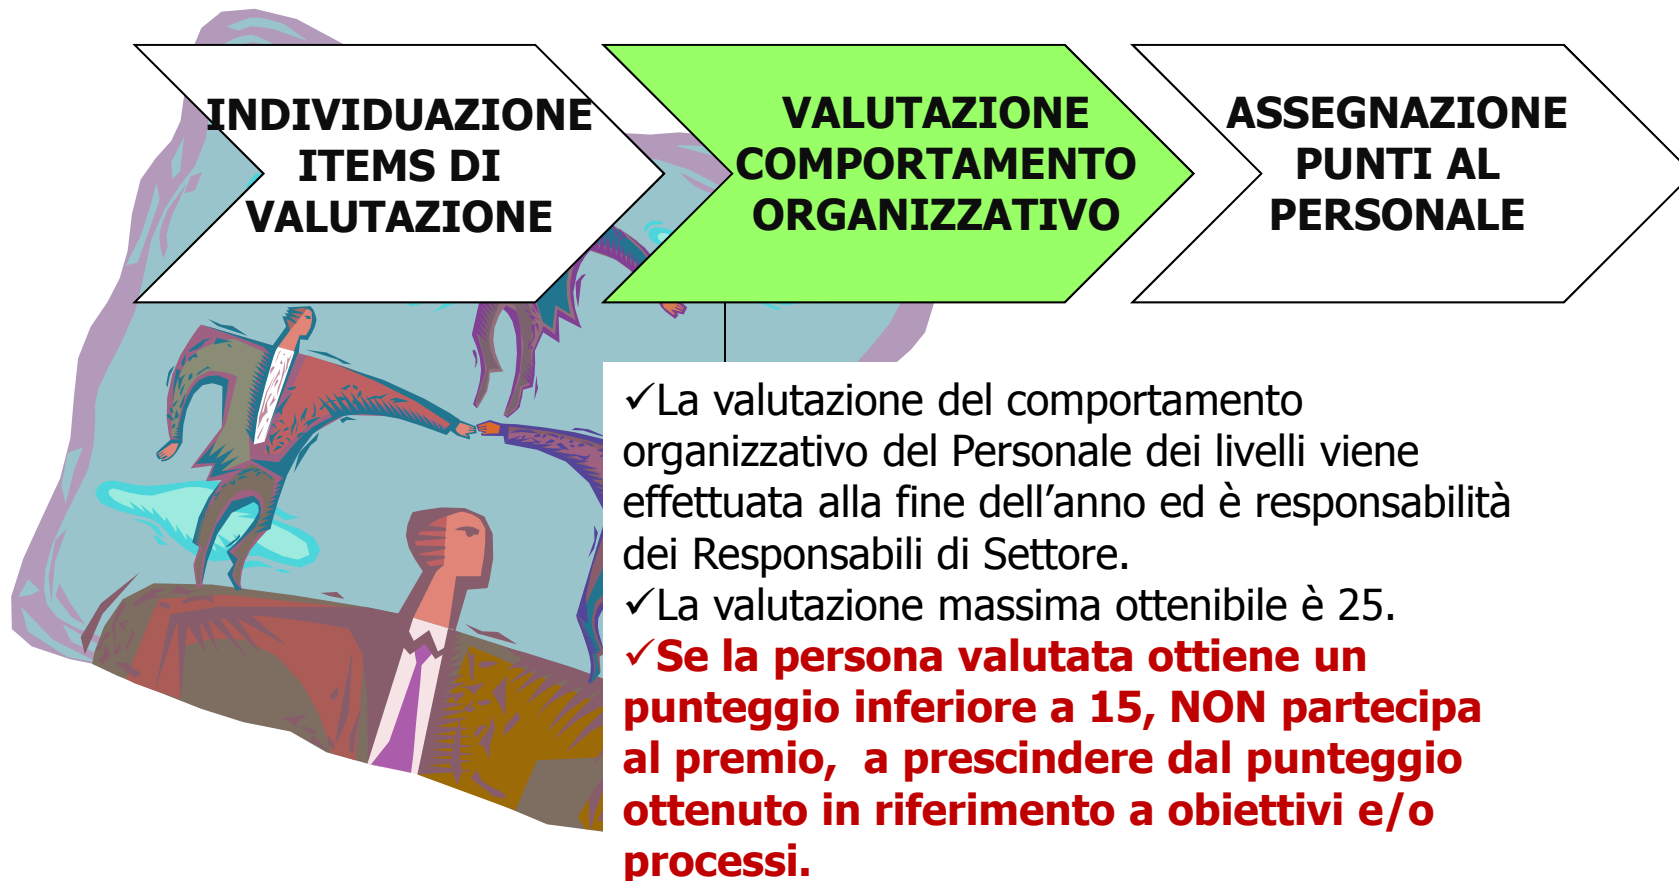 INDIVIDUAZIONE
ITEMS DI
VALUTAZIONE
VALUTAZIONE
COMPORTAMENTO
ORGANIZZATIVO
ASSEGNAZIONE
PUNTI AL
PERSONALE
✓La valutazione del comportamento
organizzativo del Personale dei livelli viene
effettuata alla fine dell’anno ed è responsabilità
dei Responsabili di Settore.
✓La valutazione massima ottenibile è 25.
✓Se la persona valutata ottiene un
punteggio inferiore a 15, NON partecipa
al premio, a prescindere dal punteggio
ottenuto in riferimento a obiettivi e/o
processi.